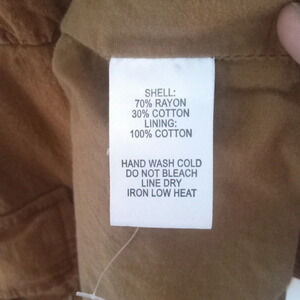 SHELL:
70% RAYON
30% COTTON
LINING:
100% COTTON
HAND WASH COLD
DO NOT BLEACH
LINE DRY
IRON LOW HEAT